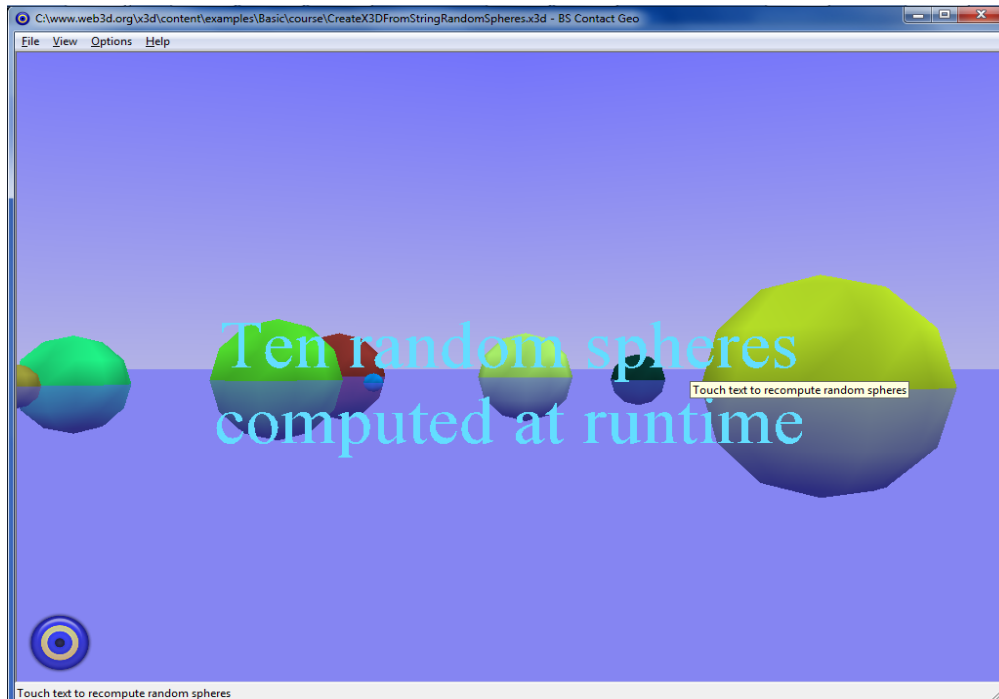 C:\www.web3d.org\x3d\content\examples\Basic\course\CreateX3DFromStringRandomSpheres.x3d - BS Contact Geo
File View Options Help
Ten random spheres
computed at runtime
Touch text to recompute random spheres
Touch text to recompute random spheres